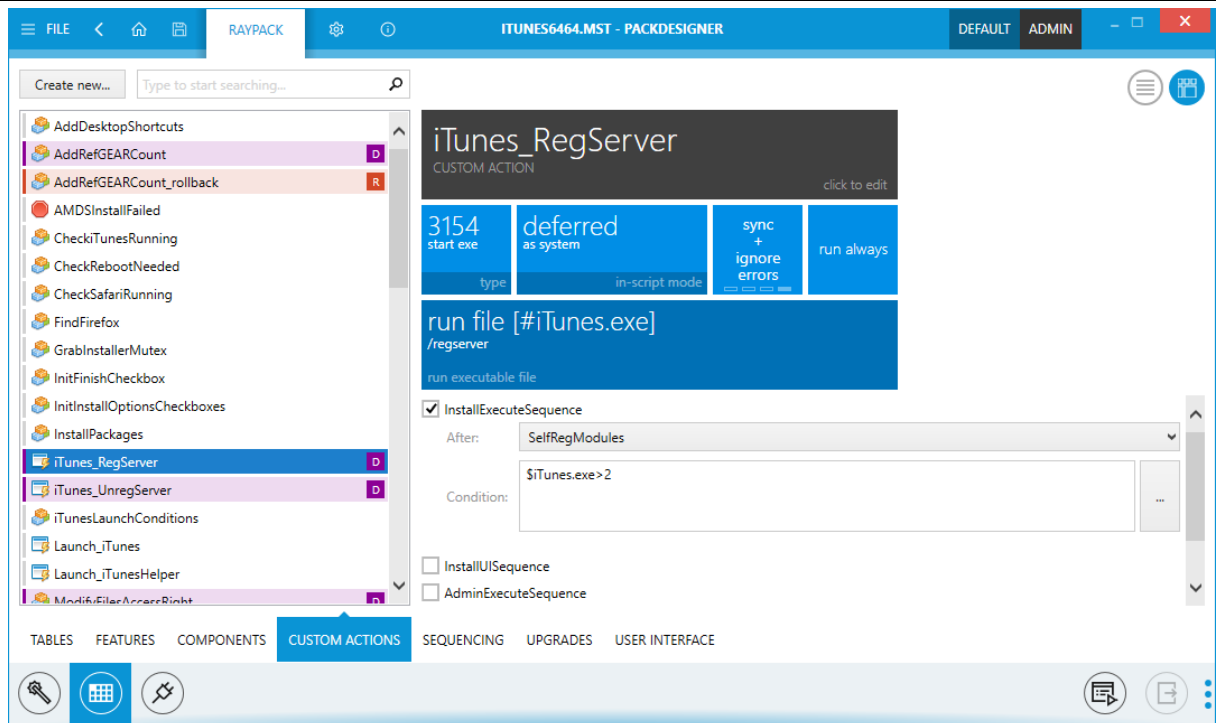 FILE
RAYPACK
ITUNES6464.MST - PACKDESIGNER
DEFAULT
ADMIN
Create new...
Type to start searching...
AddDesktopShortcuts
AddRefGEARCount D
AddRefGEARCount_rollback R
AMDSInstallFailed
CheckiTunesRunning
CheckRebootNeeded
CheckSafariRunning
FindFirefox
GrabInstallerMutex
InitFinishCheckbox
InitInstallOptionsCheckboxes
InstallPackages
iTunes_RegServer D
iTunes_UnregServer D
iTunesLaunchConditions
Launch_iTunes
Launch_iTunesHelper
ModifyFilesAccessRight D
iTunes_RegServer
CUSTOM ACTION
click to edit
3154
start exe
type
deferred
as system
in-script mode
sync
+
ignore
errors
run always
run file [#iTunes.exe]
/regserver
run executable file
InstallExecuteSequence
After: SelfRegModules
Condition: $iTunes.exe>2
...
InstallUISequence
AdminExecuteSequence
TABLES FEATURES COMPONENTS CUSTOM ACTIONS SEQUENCING UPGRADES USER INTERFACE